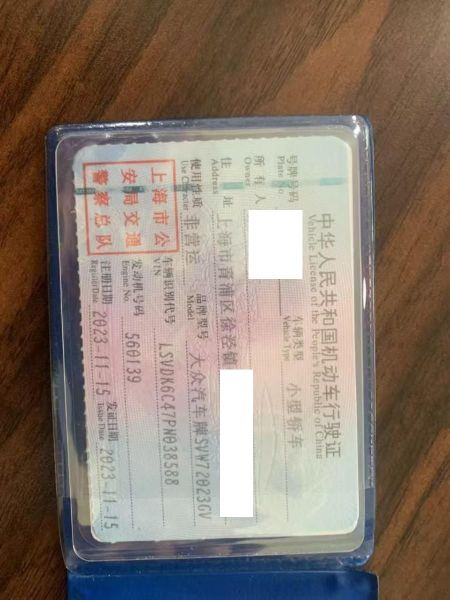 中华人民共和国机动车行驶证
Vehicle License of the People's Republic of China
号牌号码
Plate No.
车辆类型 小型轿车
Vehicle Type
所有人
Owner
住址 上海市青浦区徐泾镇
Address
使用性质 非营运 品牌型号 大众汽车牌SVW72023GV
Use Character Model
上海市公
安局交通
警察总队
车辆识别代号 LSVDK6C47PN038588
VIN
发动机号码 560139
Engine No.
注册日期 2023-11-15 发证日期 2023-11-15
Register Date Issue Date